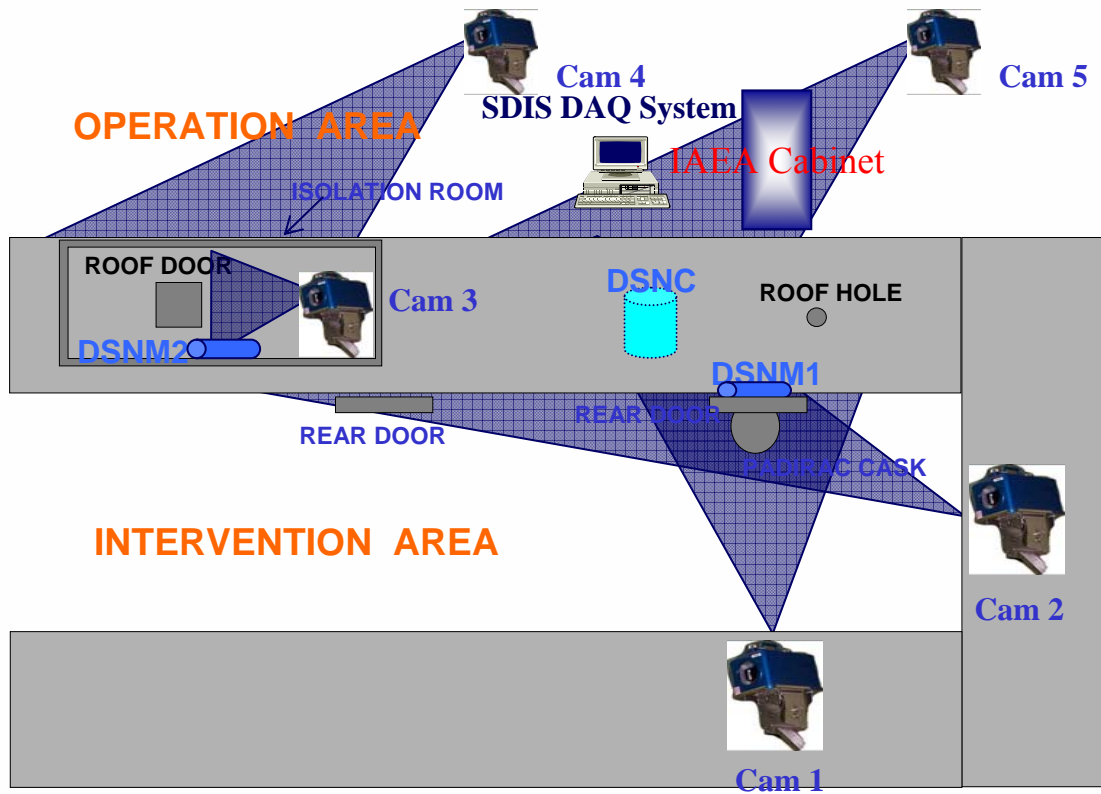 Cam 4
Cam 5
SDIS DAQ System
OPERATION AREA
IAEA Cabinet
ISOLATION ROOM
ROOF DOOR
DSNC
ROOF HOLE
Cam 3
DSNM2
DSNM1
REAR DOOR
REAR DOOR
PADIRAC CASK
INTERVENTION AREA
Cam 2
Cam 1